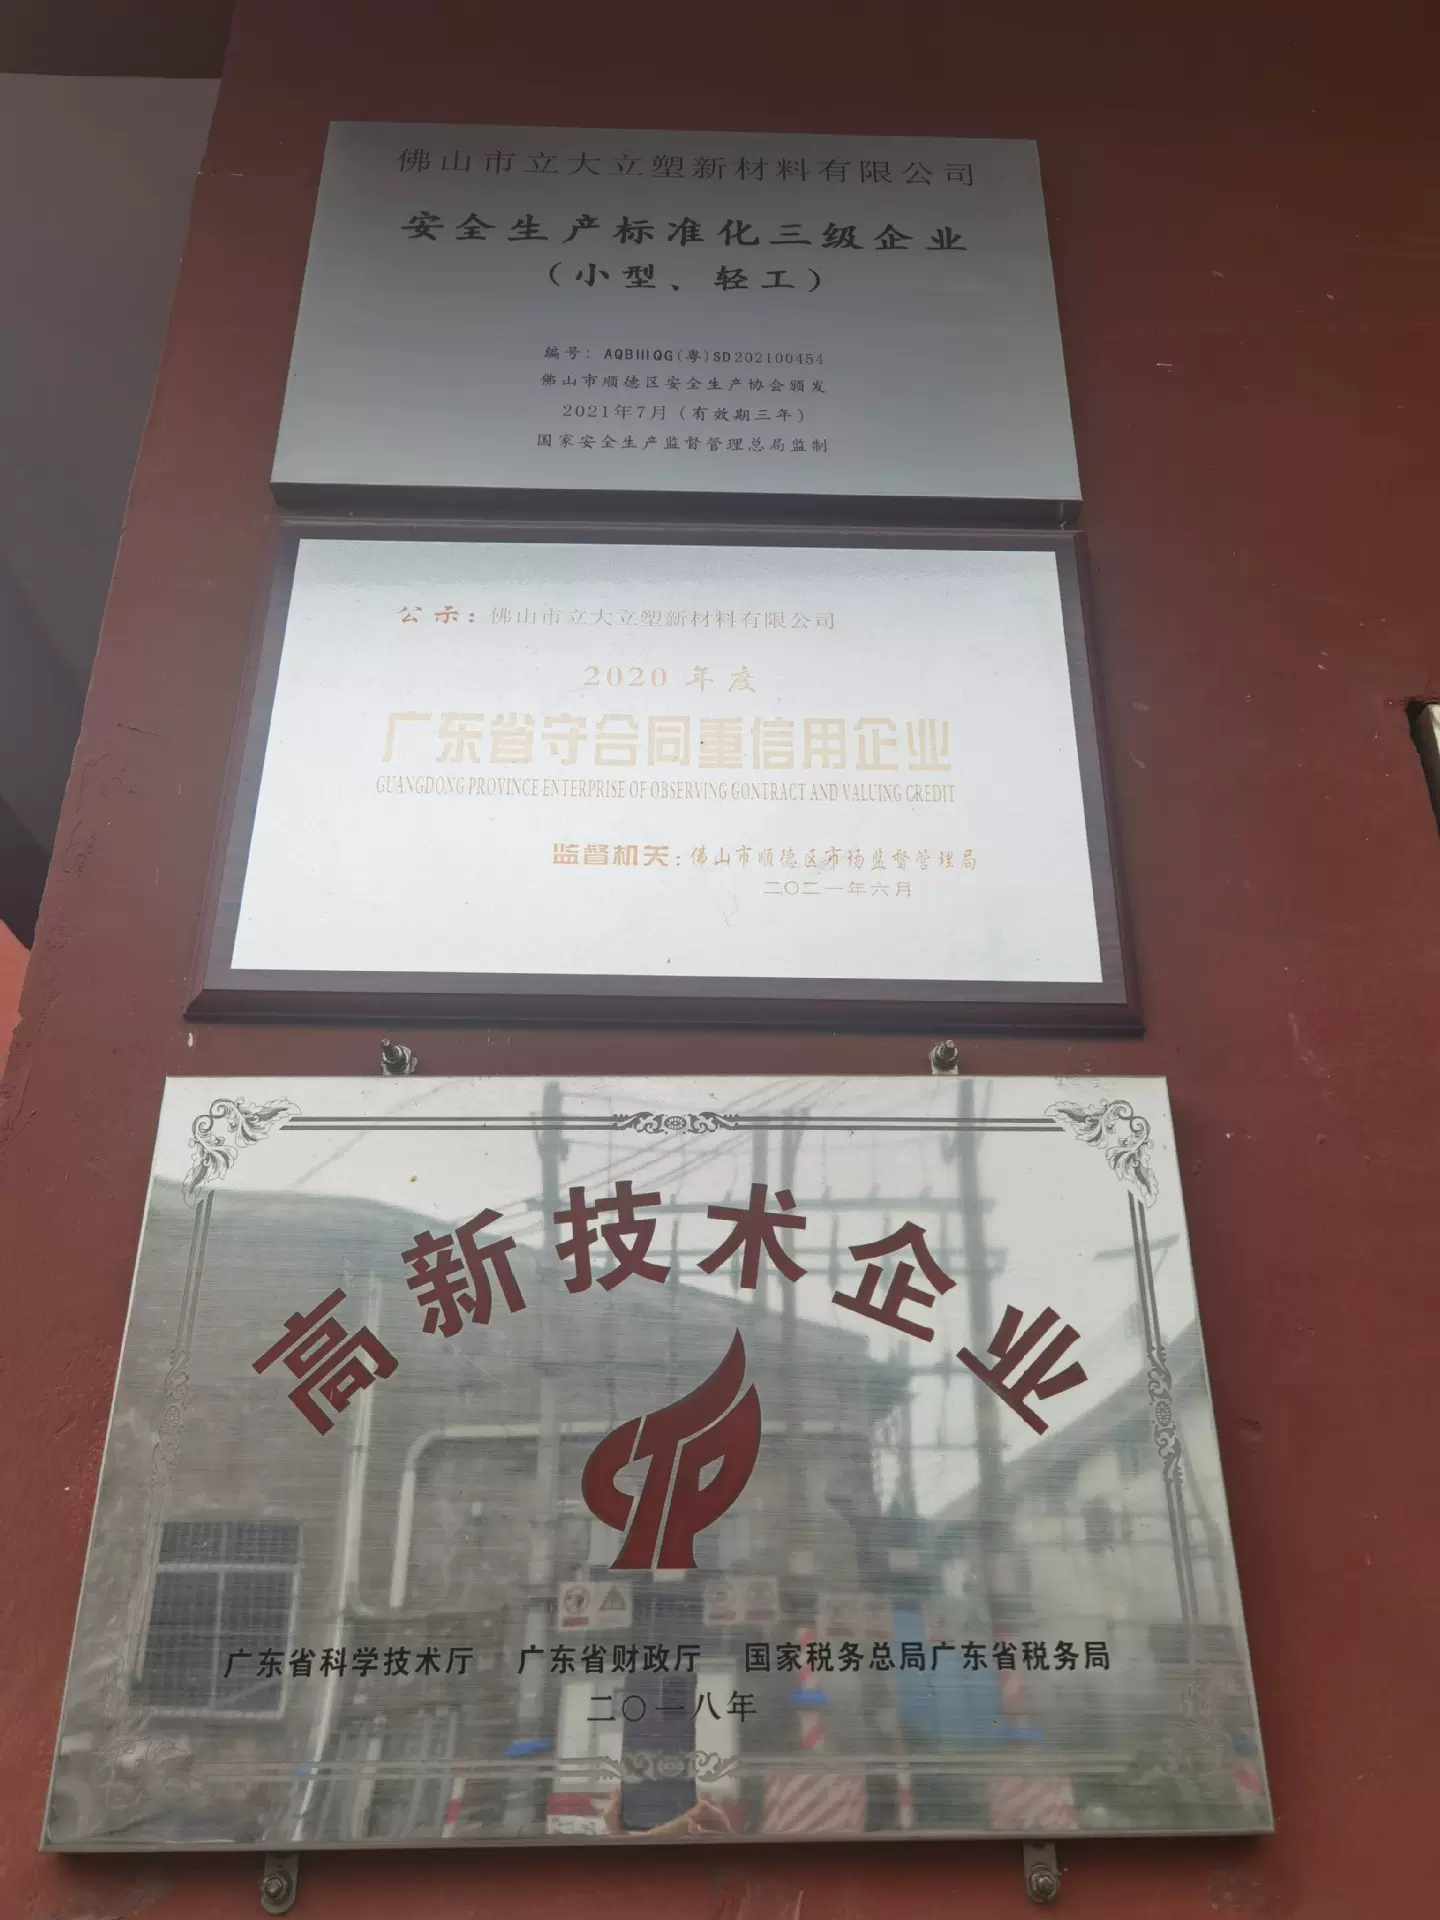 佛山市立大立塑新材料有限公司
安全生产标准化三级企业
（小型、轻工）
编号：AQBIIIQG(粤)SD202100454
佛山市顺德区安全生产协会颁发
2021年7月（有效期三年）
国家安全生产监督管理总局监制
公示：佛山市立大立塑新材料有限公司
2020 年度
广东省守合同重信用企业
GUANGDONG PROVINCE ENTERPRISE OF OBSERVING CONTRACT AND VALUING CREDIT
监督机关：佛山市顺德区市场监督管理局
二〇二一年六月
高新技术企业
广东省科学技术厅 广东省财政厅 国家税务总局广东省税务局
二〇一八年